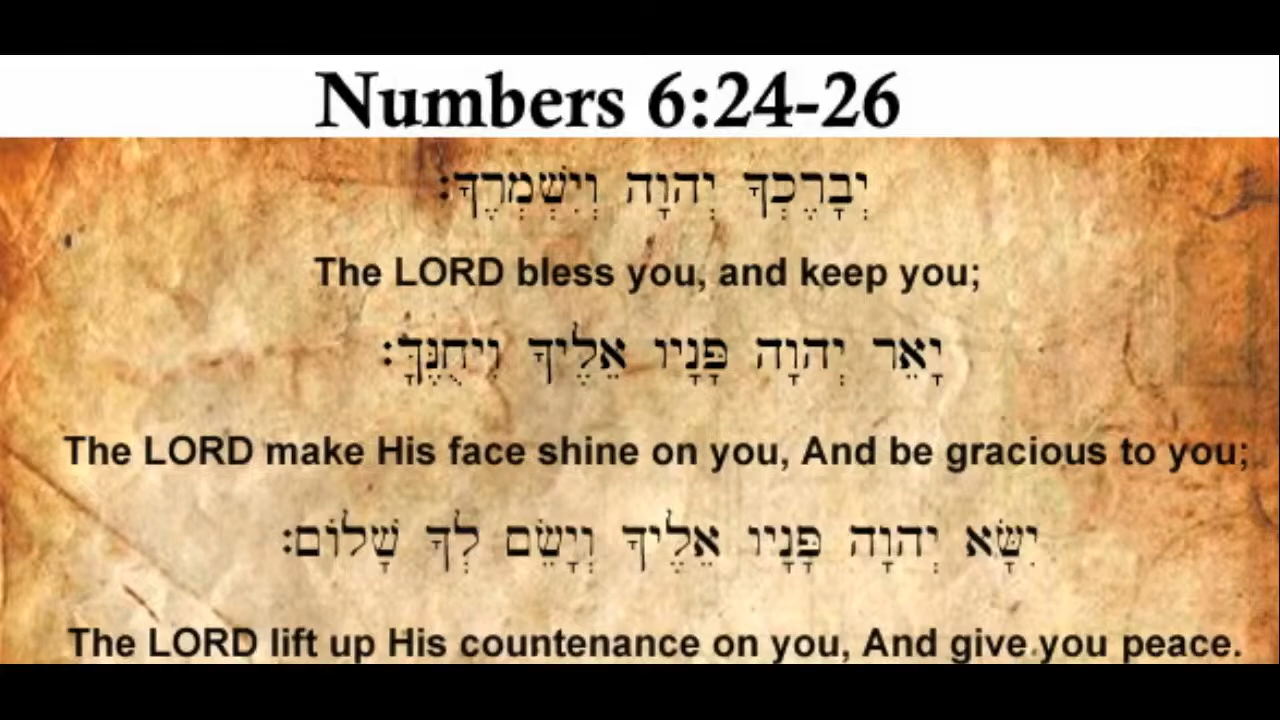 Numbers 6:24-26
יְבָרֶכְךָ יְהוָה וְיִשְׁמְרֶךָ:
The LORD bless you, and keep you;
יָאֵר יְהוָה פָּנָיו אֵלֶיךָ וִיחֻנֶּךָּ:
The LORD make His face shine on you, And be gracious to you;
יִשָּׂא יְהוָה פָּנָיו אֵלֶיךָ וְיָשֵׂם לְךָ שָׁלוֹם:
The LORD lift up His countenance on you, And give you peace.